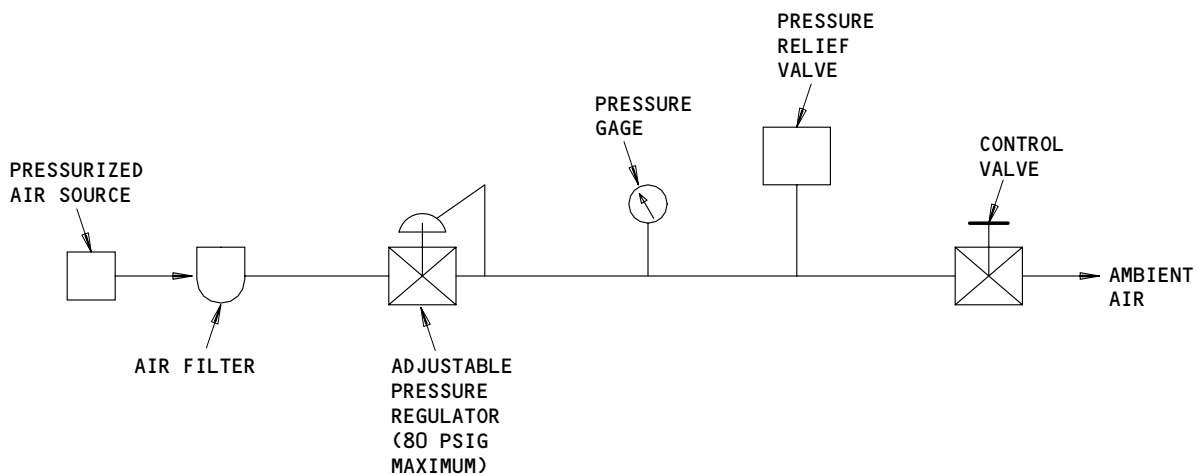 PRESSURIZED
AIR SOURCE
AIR FILTER
ADJUSTABLE
PRESSURE
REGULATOR
(80 PSIG
MAXIMUM)
PRESSURE
GAGE
PRESSURE
RELIEF
VALVE
CONTROL
VALVE
AMBIENT
AIR